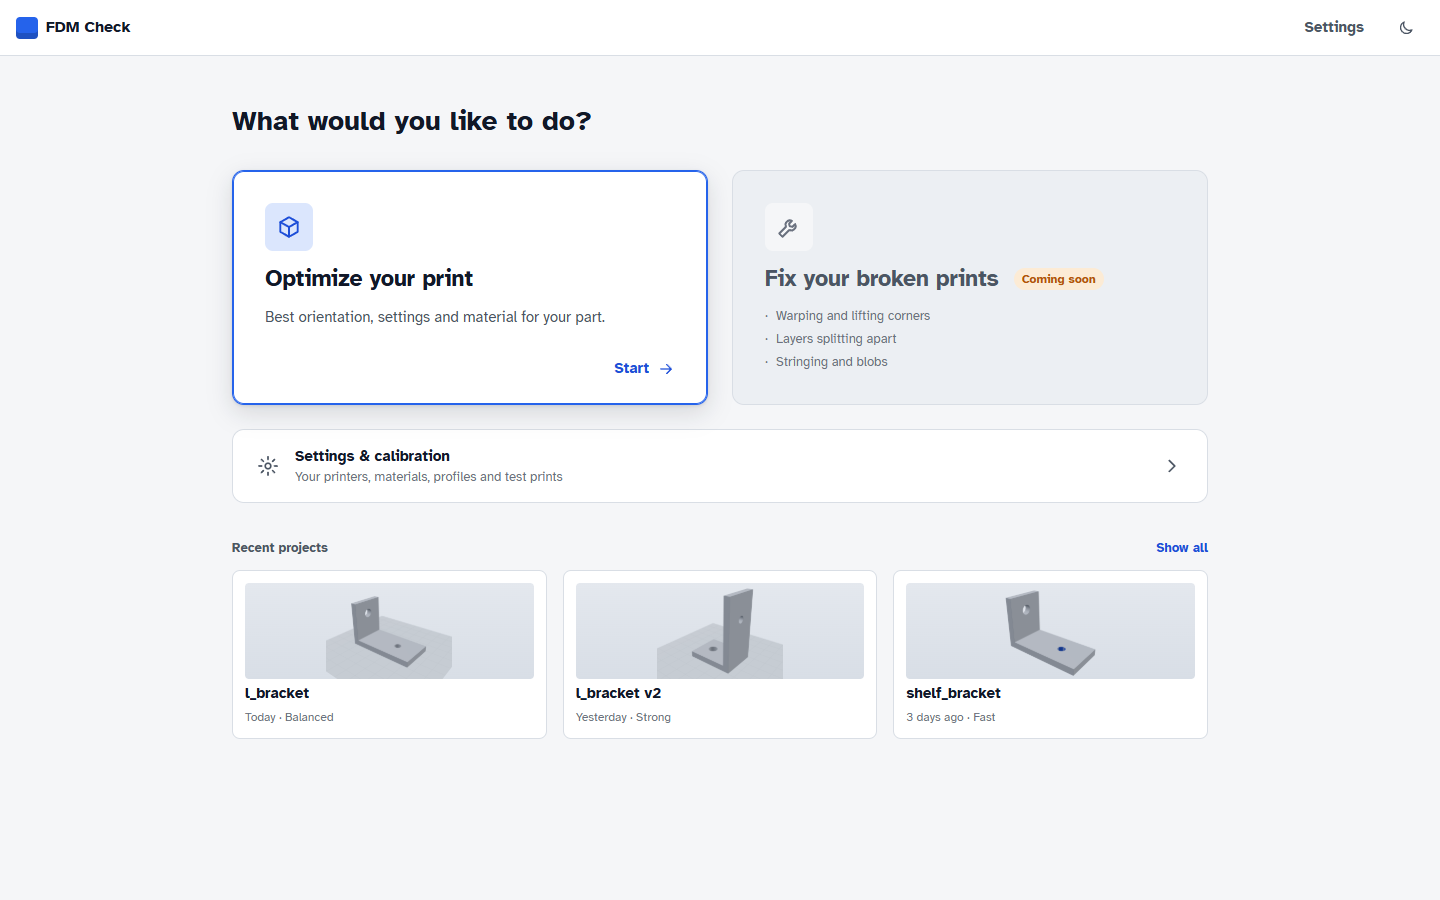 FDM Check
Settings
What would you like to do?
Optimize your print
Best orientation, settings and material for your part.
Start
Fix your broken prints Coming soon
· Warping and lifting corners
· Layers splitting apart
· Stringing and blobs
Settings & calibration
Your printers, materials, profiles and test prints
Recent projects
Show all
l_bracket
Today · Balanced
l_bracket v2
Yesterday · Strong
shelf_bracket
3 days ago · Fast